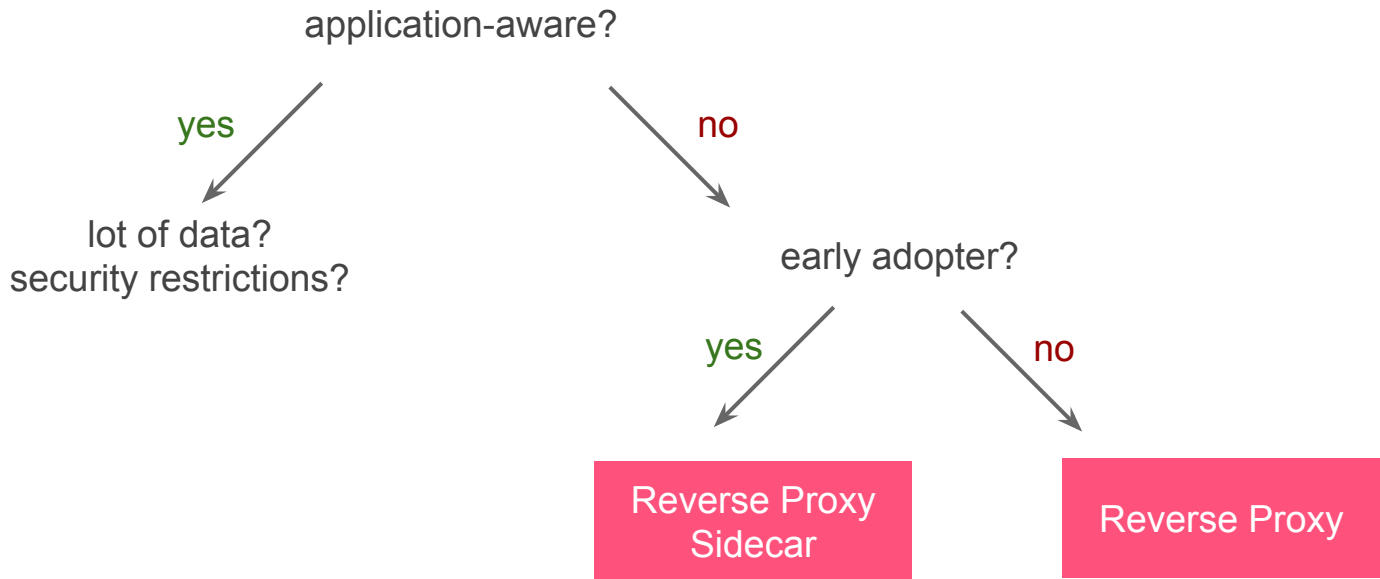 application-aware?
yes
no
lot of data?
security restrictions?
early adopter?
yes
no
Reverse Proxy
Sidecar
Reverse Proxy